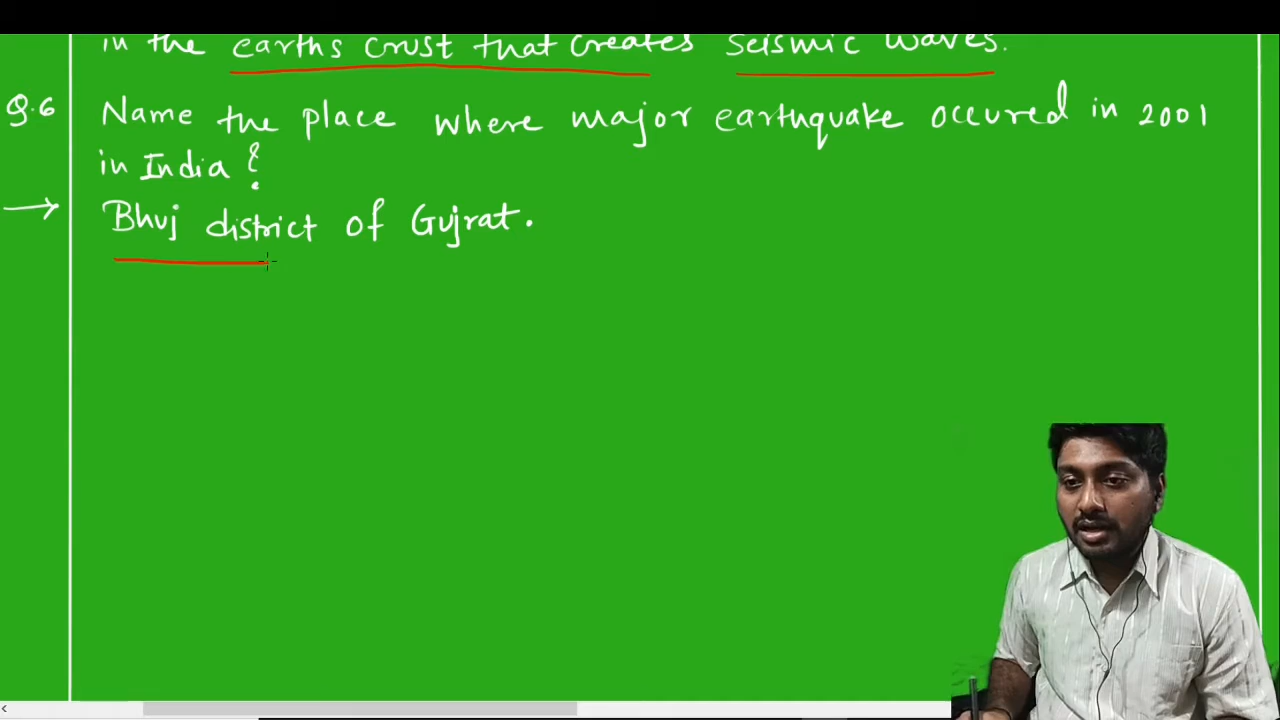 in the earths crust that creates seismic waves.
Q.6 Name the place where major earthquake occured in 2001
in India ?
→ Bhuj district of Gujrat.